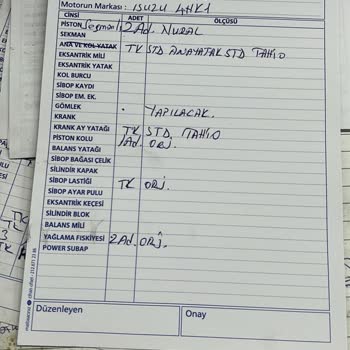 Motorun Markası: ISUZU 4HK1
CİNSİ ADET ÖLÇÜSÜ
PİSTON Segmanlı 2 Ad. NURAL
SEKMAN
ANA VE KOL YATAK TK STD ANAYATAK STD TAHİO
EKSANTRİK MİLİ
EKSANTRİK YATAK
KOL BURCU
SİBOP KAYDI
SİBOP EM. EK.
GÖMLEK YAPILACAK.
KRANK
KRANK AY YATAĞI TK STD. TAHİO
PİSTON KOLU 1 Ad. ORJ.
BALANS YATAĞI
SİBOP BAGASI ÇELİK
SİLİNDİR KAPAK
SİBOP LASTİĞİ TK ORJ.
SİBOP AYAR PULU
EKSANTRİK KEÇESİ
SİLİNDİR BLOK
BALANS MİLİ
YAĞLAMA FISKİYESİ 2 Ad. ORJ.
POWER SUBAP
Düzenleyen Onay